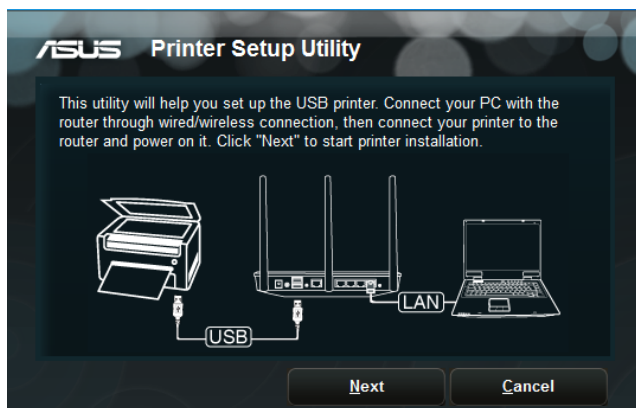 ASUS Printer Setup Utility
This utility will help you set up the USB printer. Connect your PC with the
router through wired/wireless connection, then connect your printer to the
router and power on it. Click "Next" to start printer installation.
LAN
USB
Next Cancel